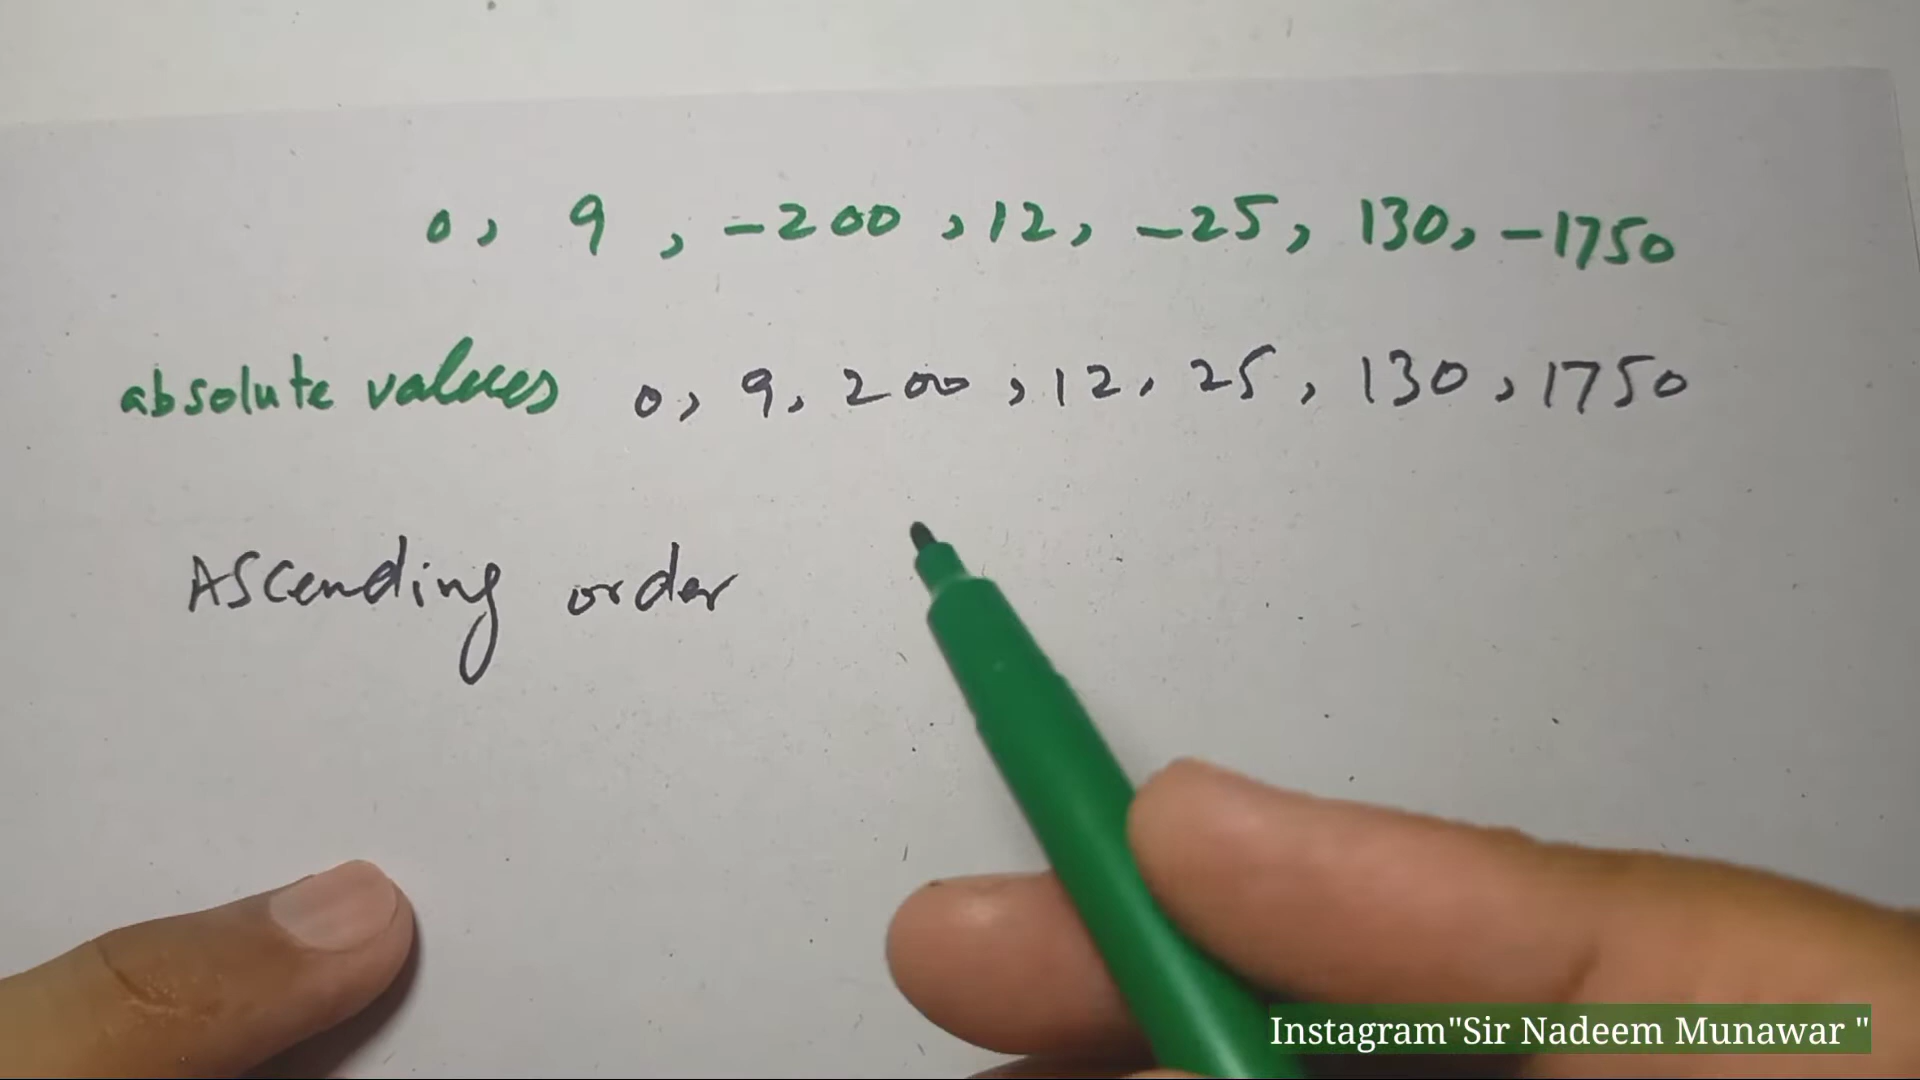 0, 9, -200, 12, -25, 130, -1750
absolute values 0, 9, 200, 12, 25, 130, 1750
Ascending order
Instagram"Sir Nadeem Munawar "